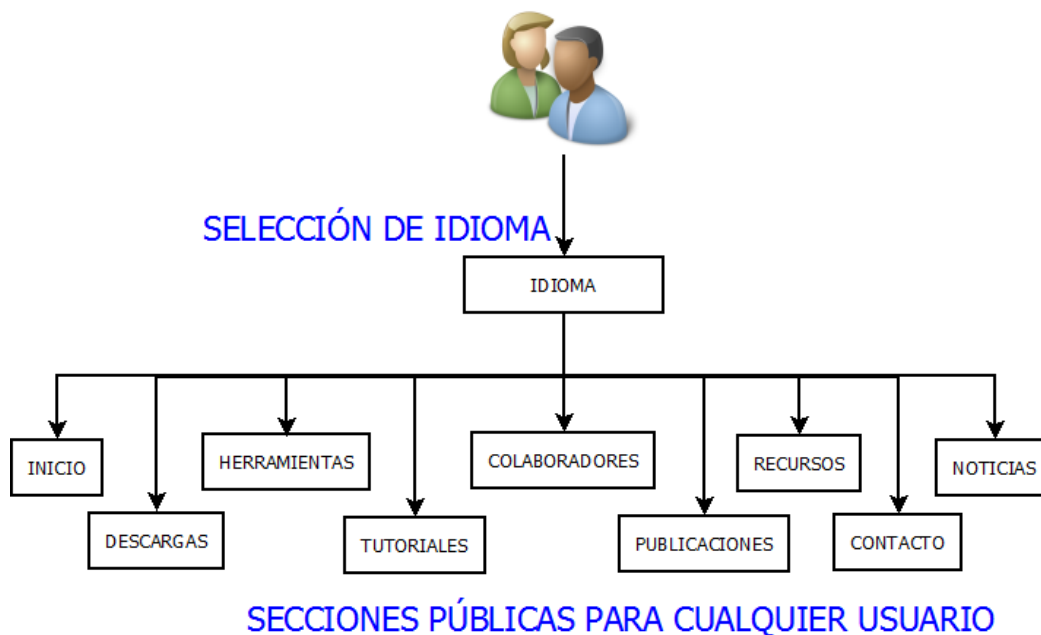 SELECCIÓN DE IDIOMA
IDIOMA
INICIO
HERRAMIENTAS
COLABORADORES
RECURSOS
NOTICIAS
DESCARGAS
TUTORIALES
PUBLICACIONES
CONTACTO
SECCIONES PÚBLICAS PARA CUALQUIER USUARIO